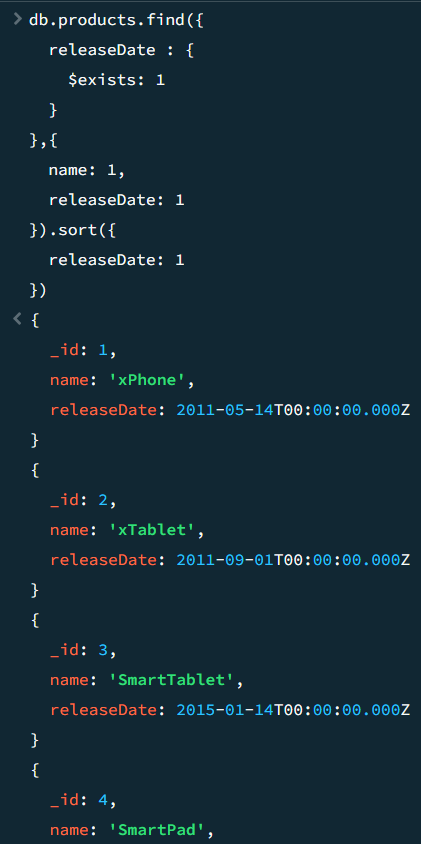 > db.products.find({
releaseDate : {
$exists: 1
}
},{
name: 1,
releaseDate: 1
}).sort({
releaseDate: 1
})
< {
_id: 1,
name: 'xPhone',
releaseDate: 2011-05-14T00:00:00.000Z
}
{
_id: 2,
name: 'xTablet',
releaseDate: 2011-09-01T00:00:00.000Z
}
{
_id: 3,
name: 'SmartTablet',
releaseDate: 2015-01-14T00:00:00.000Z
}
{
_id: 4,
name: 'SmartPad',